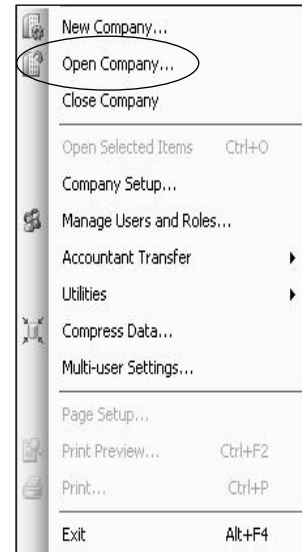 New Company...
Open Company...
Close Company
Open Selected Items Ctrl+O
Company Setup...
Manage Users and Roles...
Accountant Transfer
Utilities
Compress Data...
Multi-user Settings...
Page Setup...
Print Preview... Ctrl+F2
Print... Ctrl+P
Exit Alt+F4